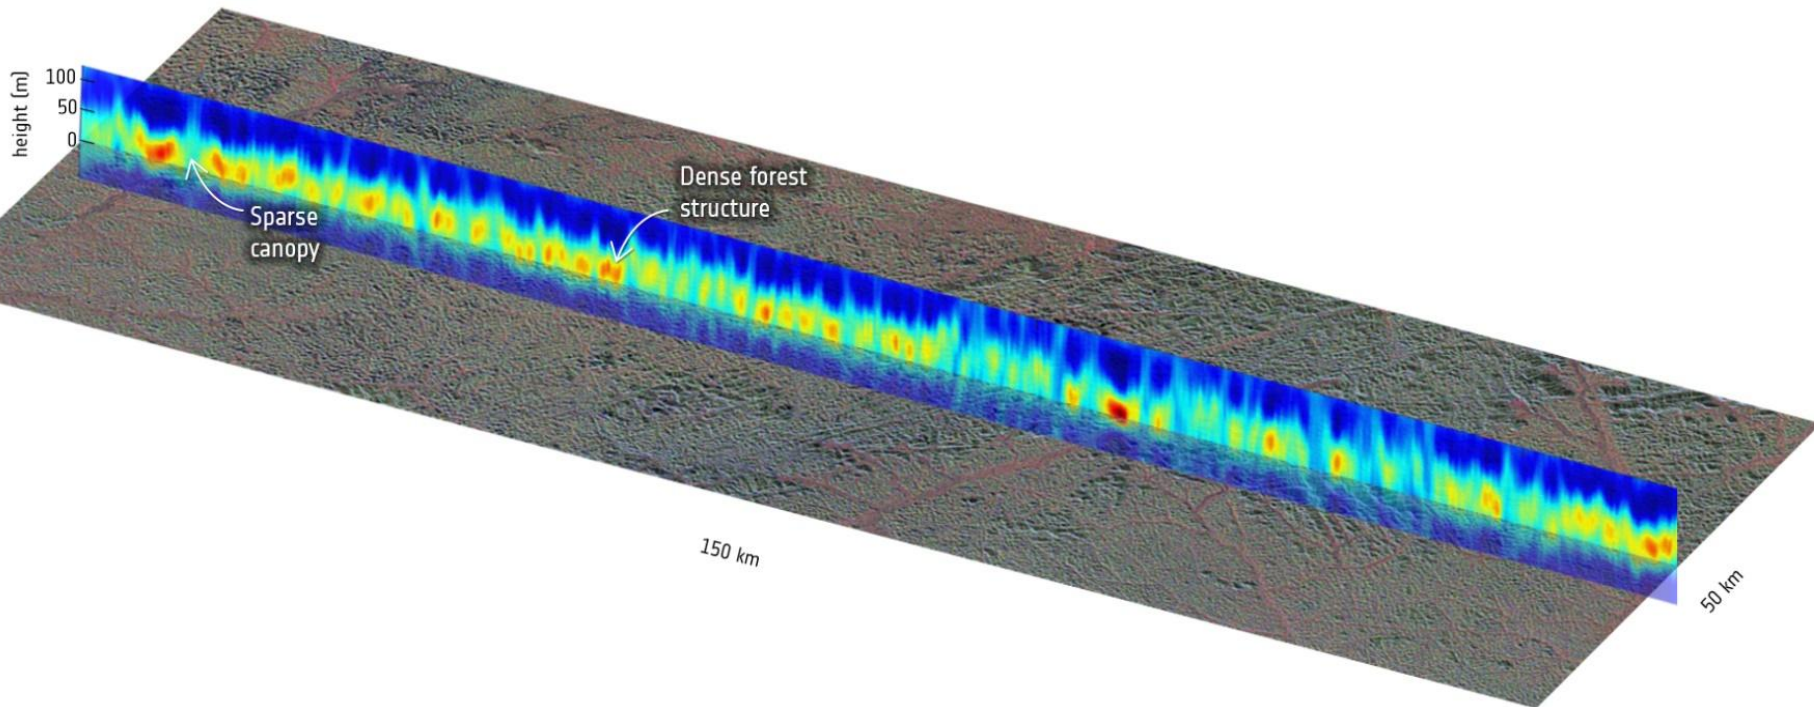 height (m)
100
50
0
Sparse
canopy
Dense forest
structure
150 km
50 km